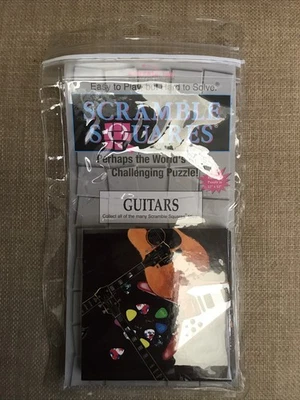 Easy to Play, but Hard to Solve.®
SCRAMBLE
SQUARES
Perhaps the World's
Challenging Puzzle!
GUITARS
Collect all of the many Scramble Squares